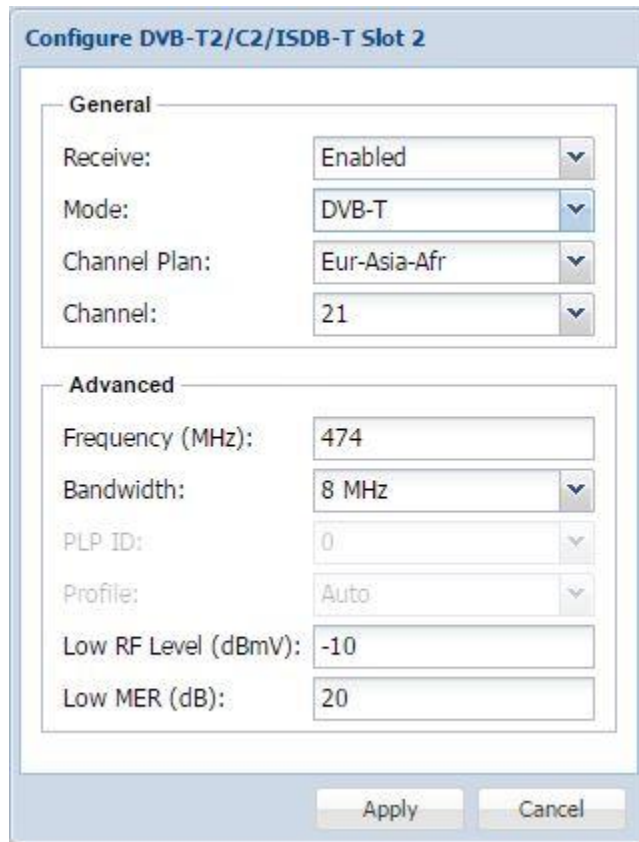 Configure DVB-T2/C2/ISDB-T Slot 2
General
Receive: Enabled
Mode: DVB-T
Channel Plan: Eur-Asia-Afr
Channel: 21
Advanced
Frequency (MHz): 474
Bandwidth: 8 MHz
PLP ID: 0
Profile: Auto
Low RF Level (dBmV): -10
Low MER (dB): 20
Apply Cancel